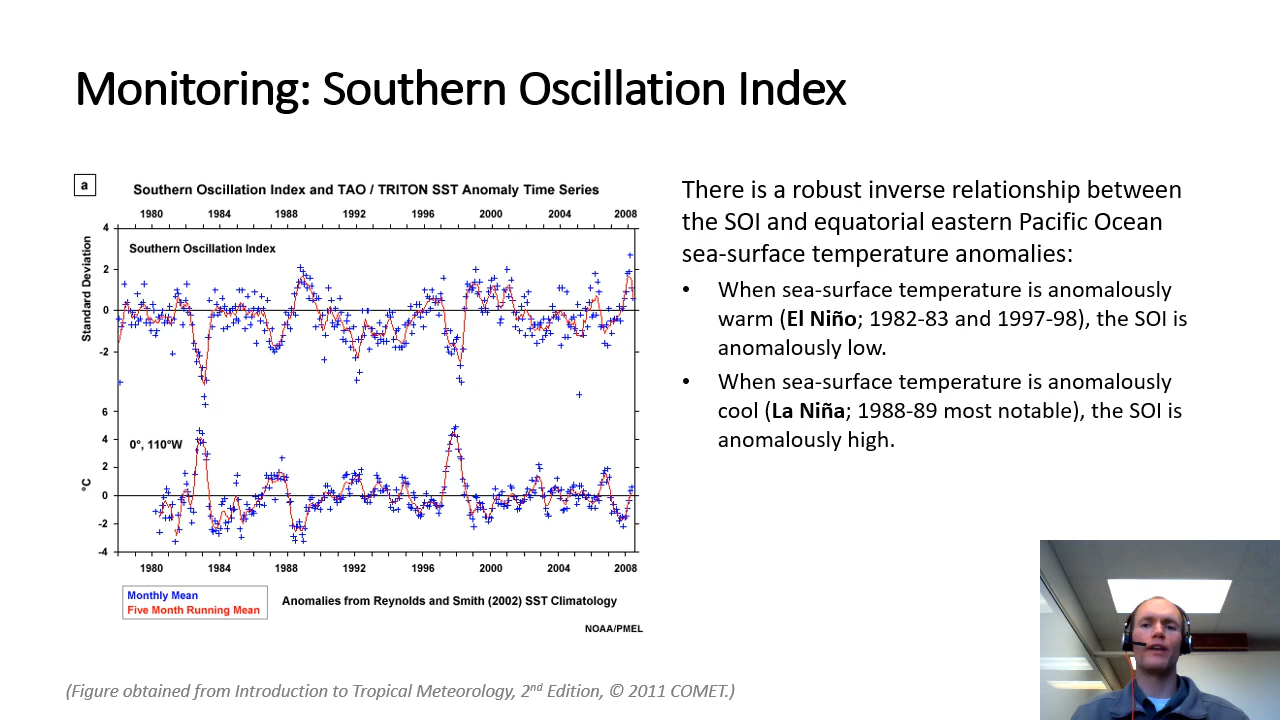 Monitoring: Southern Oscillation Index
a
Southern Oscillation Index and TAO / TRITON SST Anomaly Time Series
1980 1984 1988 1992 1996 2000 2004 2008
Standard Deviation
4
2
0
-2
Southern Oscillation Index
°C
6
4
2
0
-2
-4
0°, 110°W
1980 1984 1988 1992 1996 2000 2004 2008
Monthly Mean
Five Month Running Mean
Anomalies from Reynolds and Smith (2002) SST Climatology
NOAA/PMEL
There is a robust inverse relationship between
the SOI and equatorial eastern Pacific Ocean
sea-surface temperature anomalies:
• When sea-surface temperature is anomalously
warm (El Niño; 1982-83 and 1997-98), the SOI is
anomalously low.
• When sea-surface temperature is anomalously
cool (La Niña; 1988-89 most notable), the SOI is
anomalously high.
(Figure obtained from Introduction to Tropical Meteorology, 2nd Edition, © 2011 COMET.)